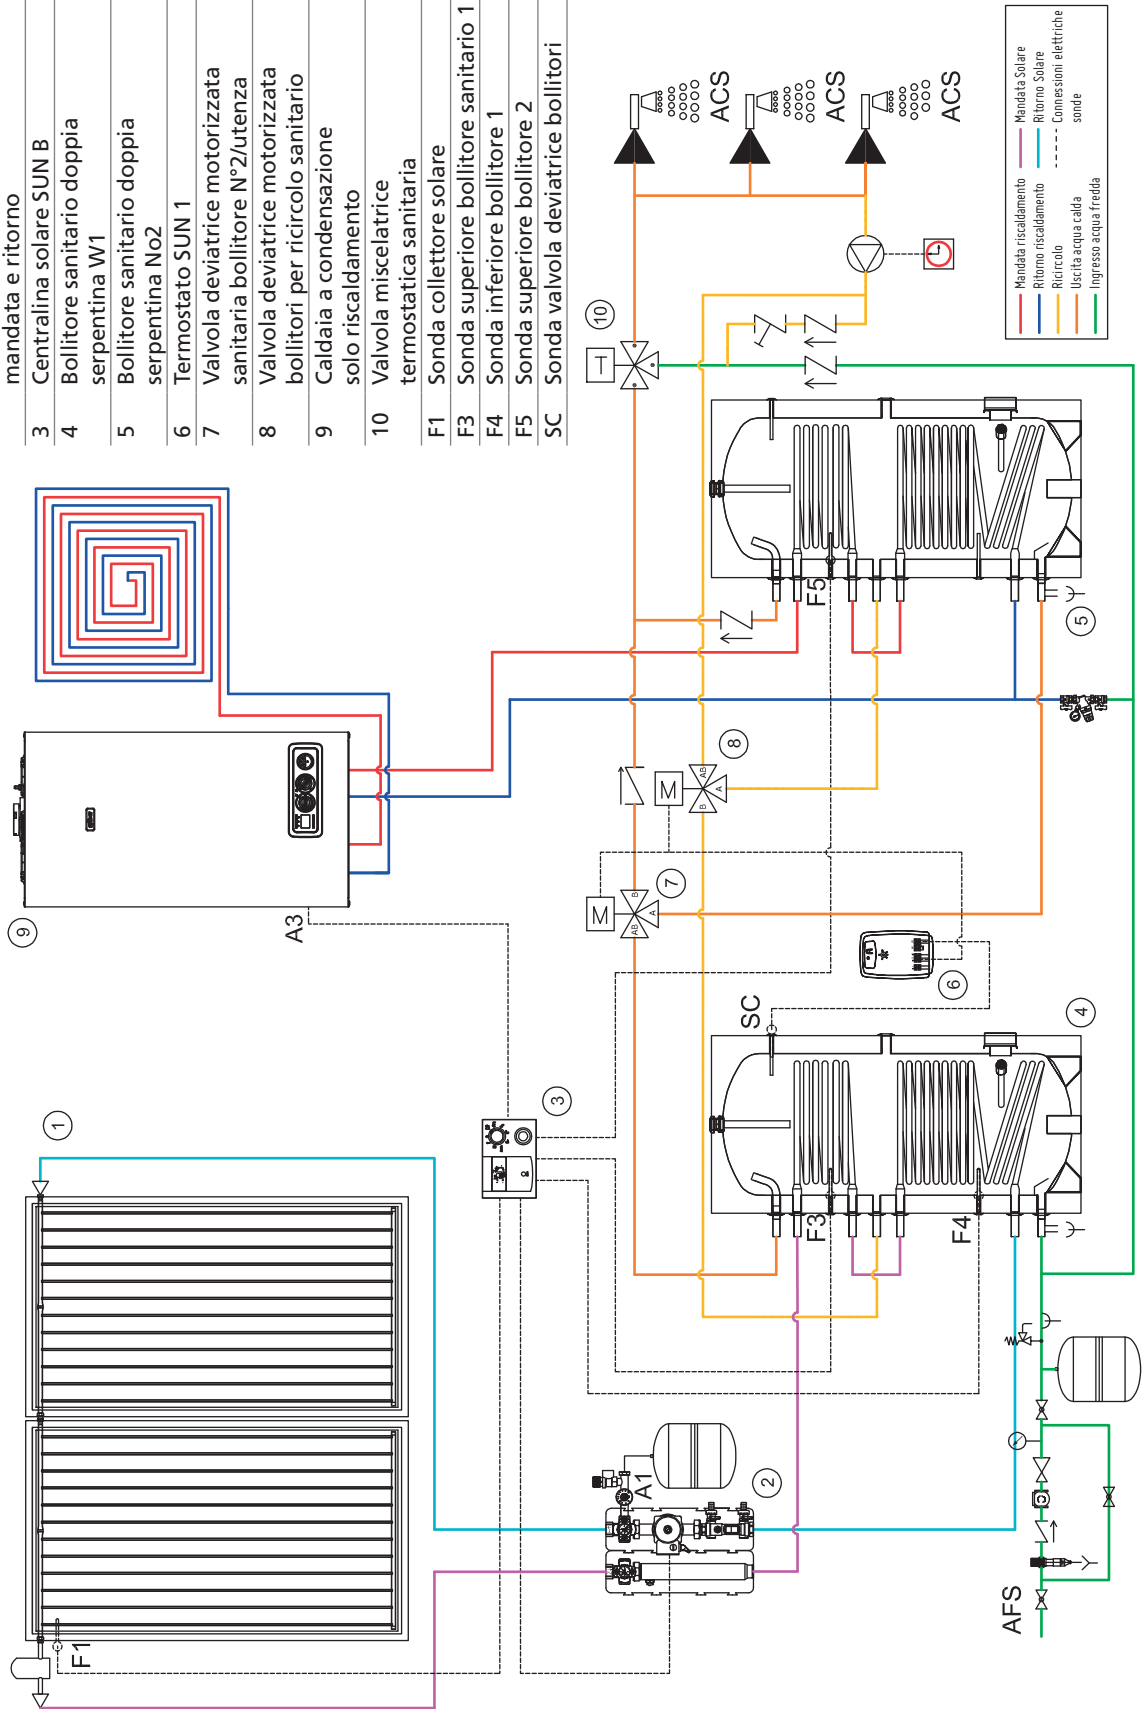 mandata e ritorno
3 Centralina solare SUN B
4 Bollitore sanitario doppia
serpentina W1
5 Bollitore sanitario doppia
serpentina No2
6 Termostato SUN 1
7 Valvola deviatrice motorizzata
sanitaria bollitore N°2/utenza
8 Valvola deviatrice motorizzata
bollitori per ricircolo sanitario
9 Caldaia a condensazione
solo riscaldamento
10 Valvola miscelatrice
termostatica sanitaria
F1 Sonda collettore solare
F3 Sonda superiore bollitore sanitario 1
F4 Sonda inferiore bollitore 1
F5 Sonda superiore bollitore 2
SC Sonda valvola deviatrice bollitori
9
A3
1
F1
3
A1
2
10
T
ACS
ACS
ACS
M
8
AB
B
A
M
7
B
AB
A
6
SC
F5
5
F3
F4
4
AFS
C
Mandata riscaldamento
Ritorno riscaldamento
Ricircolo
Uscita acqua calda
Ingresso acqua fredda
Mandata Solare
Ritorno Solare
Connessioni elettriche
sonde